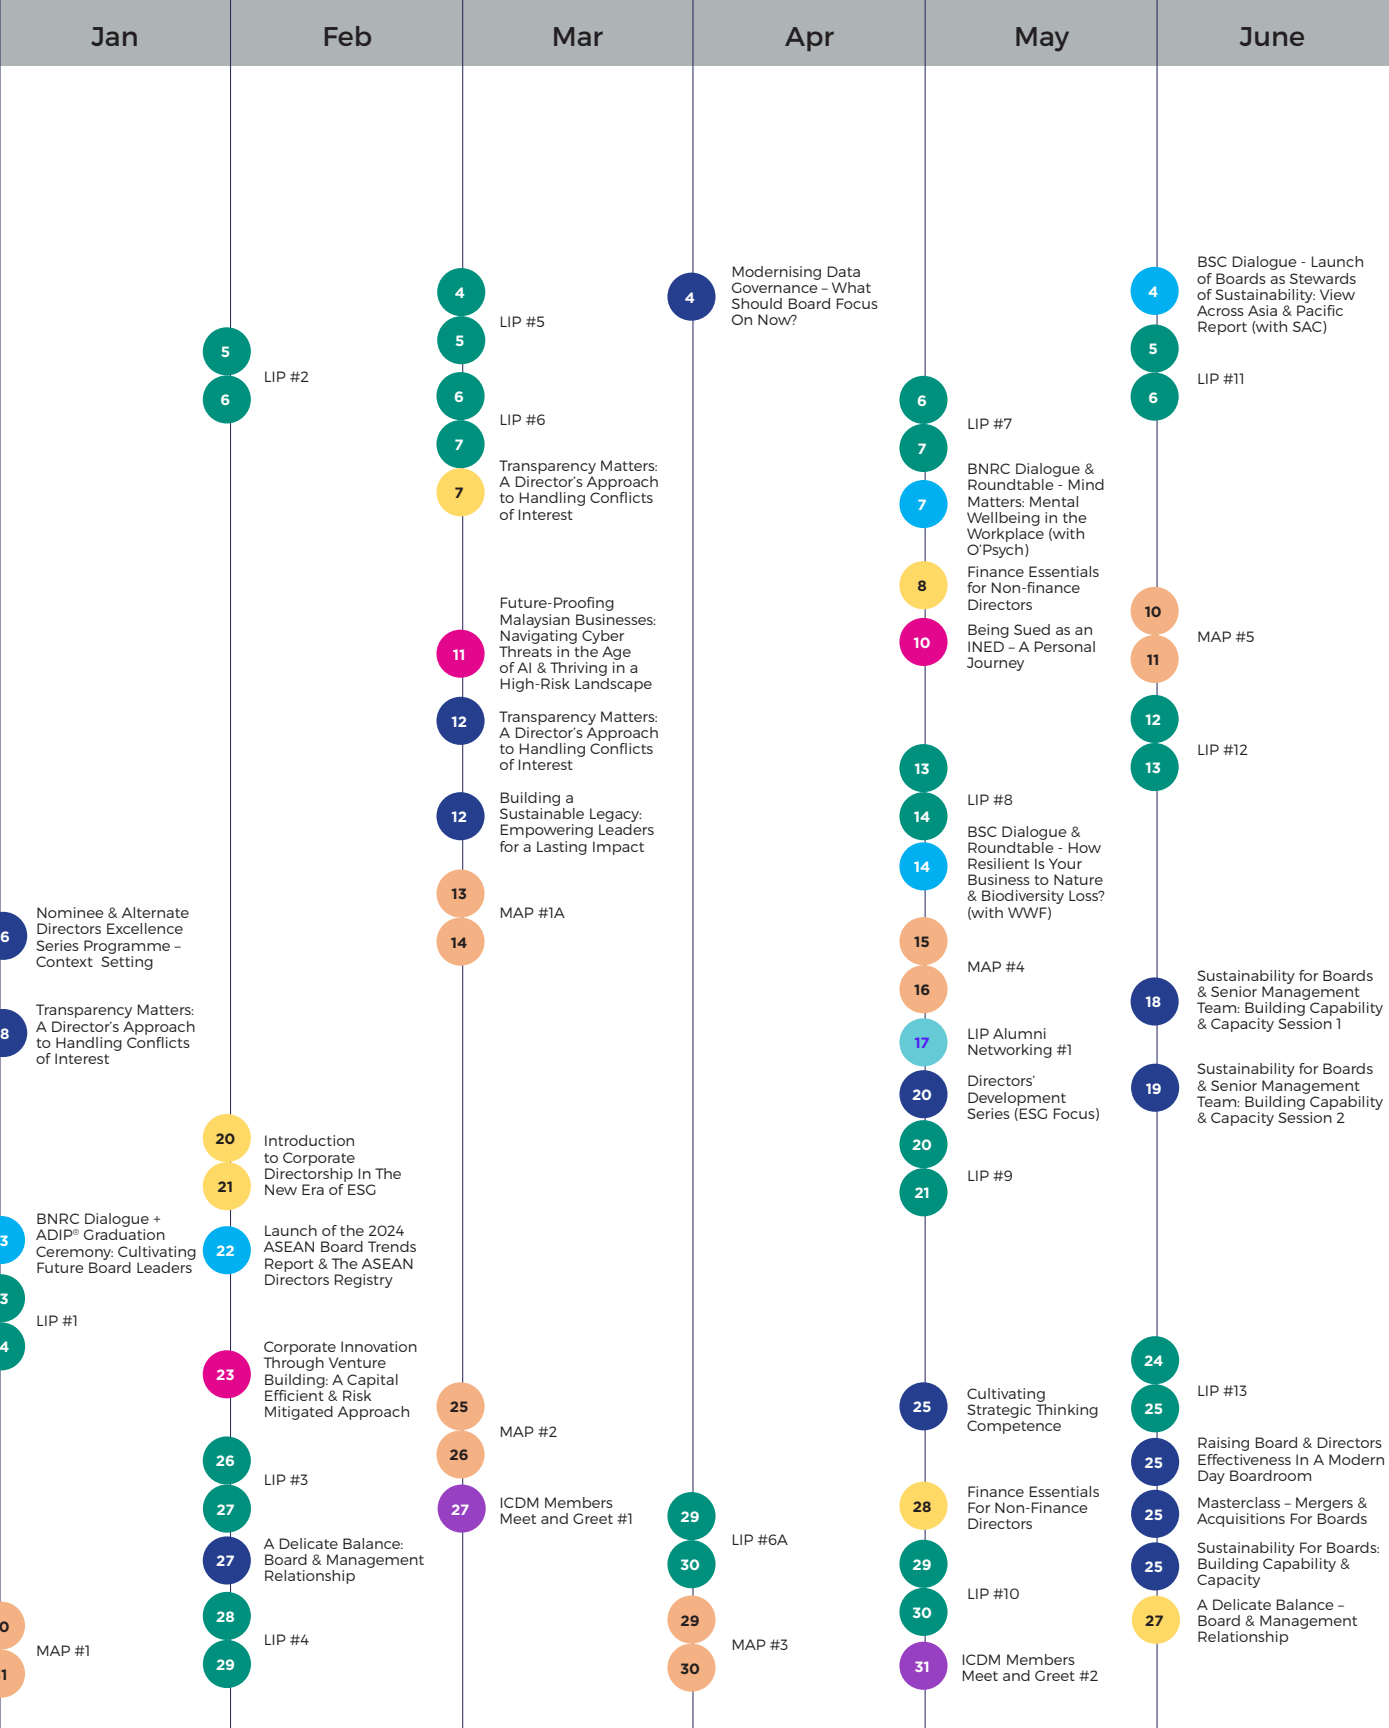 Jan
Feb
Mar
Apr
May
June
6
Nominee & Alternate
Directors Excellence
Series Programme –
Context Setting
8
Transparency Matters:
A Director's Approach
to Handling Conflicts
of Interest
3
BNRC Dialogue +
ADIP® Graduation
Ceremony: Cultivating
Future Board Leaders
3
4
LIP #1
0
1
MAP #1
5
6
LIP #2
20
21
Introduction
to Corporate
Directorship In The
New Era of ESG
22
Launch of the 2024
ASEAN Board Trends
Report & The ASEAN
Directors Registry
23
Corporate Innovation
Through Venture
Building: A Capital
Efficient & Risk
Mitigated Approach
26
27
LIP #3
27
A Delicate Balance:
Board & Management
Relationship
28
29
LIP #4
4
5
LIP #5
6
7
LIP #6
7
Transparency Matters:
A Director's Approach
to Handling Conflicts
of Interest
11
Future-Proofing
Malaysian Businesses:
Navigating Cyber
Threats in the Age
of AI & Thriving in a
High-Risk Landscape
12
Transparency Matters:
A Director's Approach
to Handling Conflicts
of Interest
12
Building a
Sustainable Legacy:
Empowering Leaders
for a Lasting Impact
13
14
MAP #1A
25
26
MAP #2
27
ICDM Members
Meet and Greet #1
4
Modernising Data
Governance – What
Should Board Focus
On Now?
29
30
LIP #6A
29
30
MAP #3
6
7
LIP #7
7
BNRC Dialogue &
Roundtable - Mind
Matters: Mental
Wellbeing in the
Workplace (with
O'Psych)
8
Finance Essentials
for Non-finance
Directors
10
Being Sued as an
INED – A Personal
Journey
13
14
LIP #8
14
BSC Dialogue &
Roundtable - How
Resilient Is Your
Business to Nature
& Biodiversity Loss?
(with WWF)
15
16
MAP #4
17
LIP Alumni
Networking #1
20
Directors'
Development
Series (ESG Focus)
20
21
LIP #9
25
Cultivating
Strategic Thinking
Competence
28
Finance Essentials
For Non-Finance
Directors
29
30
LIP #10
31
ICDM Members
Meet and Greet #2
4
BSC Dialogue - Launch
of Boards as Stewards
of Sustainability: View
Across Asia & Pacific
Report (with SAC)
5
6
LIP #11
10
11
MAP #5
12
13
LIP #12
18
Sustainability for Boards
& Senior Management
Team: Building Capability
& Capacity Session 1
19
Sustainability for Boards
& Senior Management
Team: Building Capability
& Capacity Session 2
24
25
LIP #13
25
Raising Board & Directors
Effectiveness In A Modern
Day Boardroom
25
Masterclass – Mergers &
Acquisitions For Boards
25
Sustainability For Boards:
Building Capability &
Capacity
27
A Delicate Balance –
Board & Management
Relationship